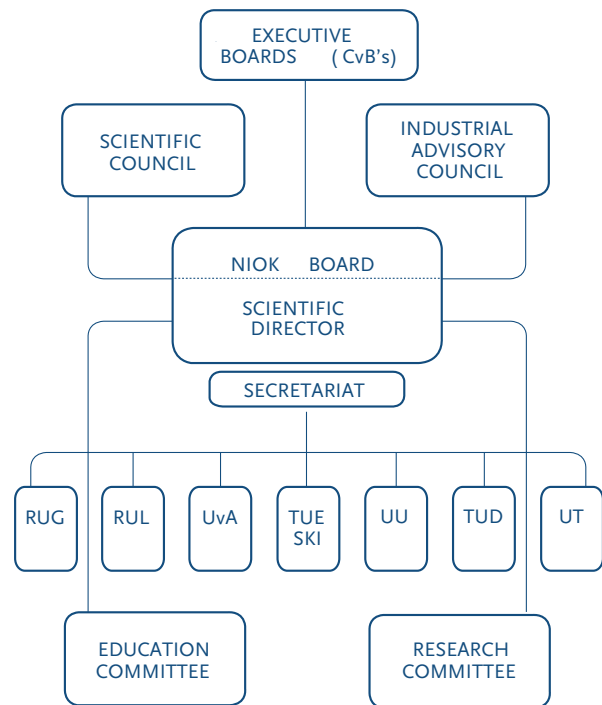 EXECUTIVE
BOARDS ( CvB's)
SCIENTIFIC
COUNCIL
INDUSTRIAL
ADVISORY
COUNCIL
NIOK BOARD
SCIENTIFIC
DIRECTOR
SECRETARIAT
RUG
RUL
UvA
TUE
SKI
UU
TUD
UT
EDUCATION
COMMITTEE
RESEARCH
COMMITTEE